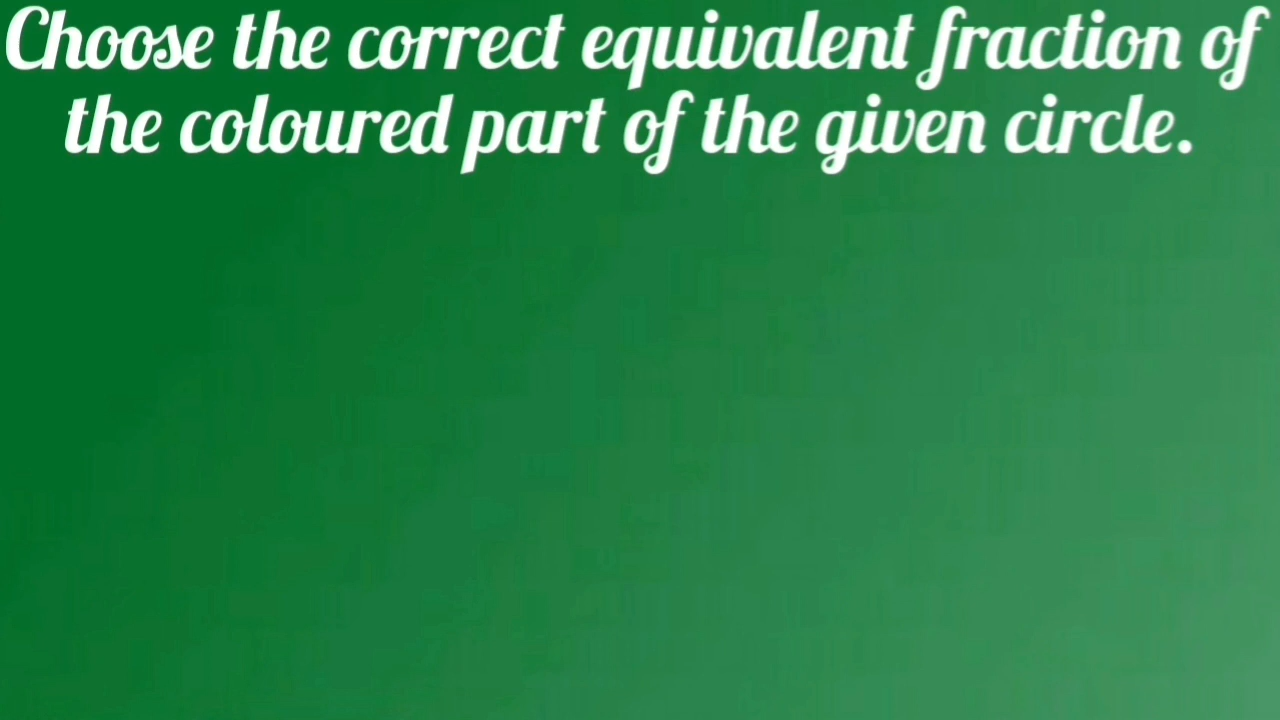 Choose the correct equivalent fraction of
the coloured part of the given circle.